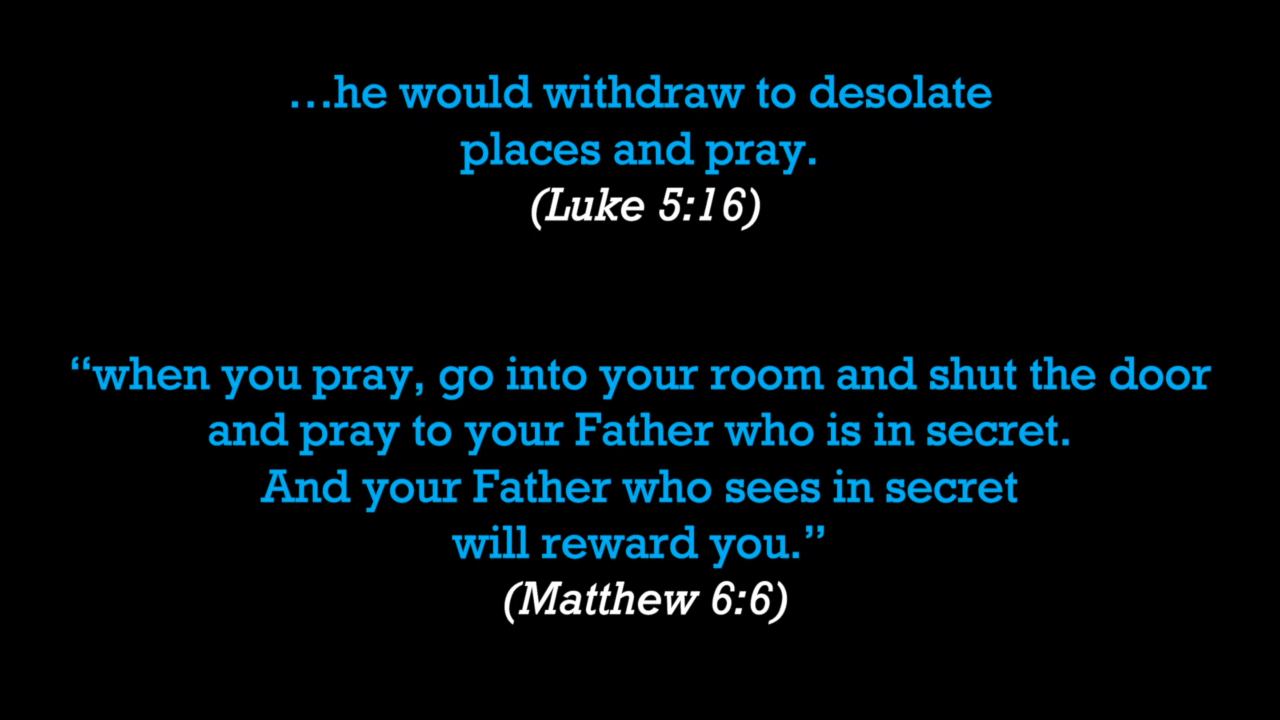 …he would withdraw to desolate
places and pray.
(Luke 5:16)
“when you pray, go into your room and shut the door
and pray to your Father who is in secret.
And your Father who sees in secret
will reward you.”
(Matthew 6:6)